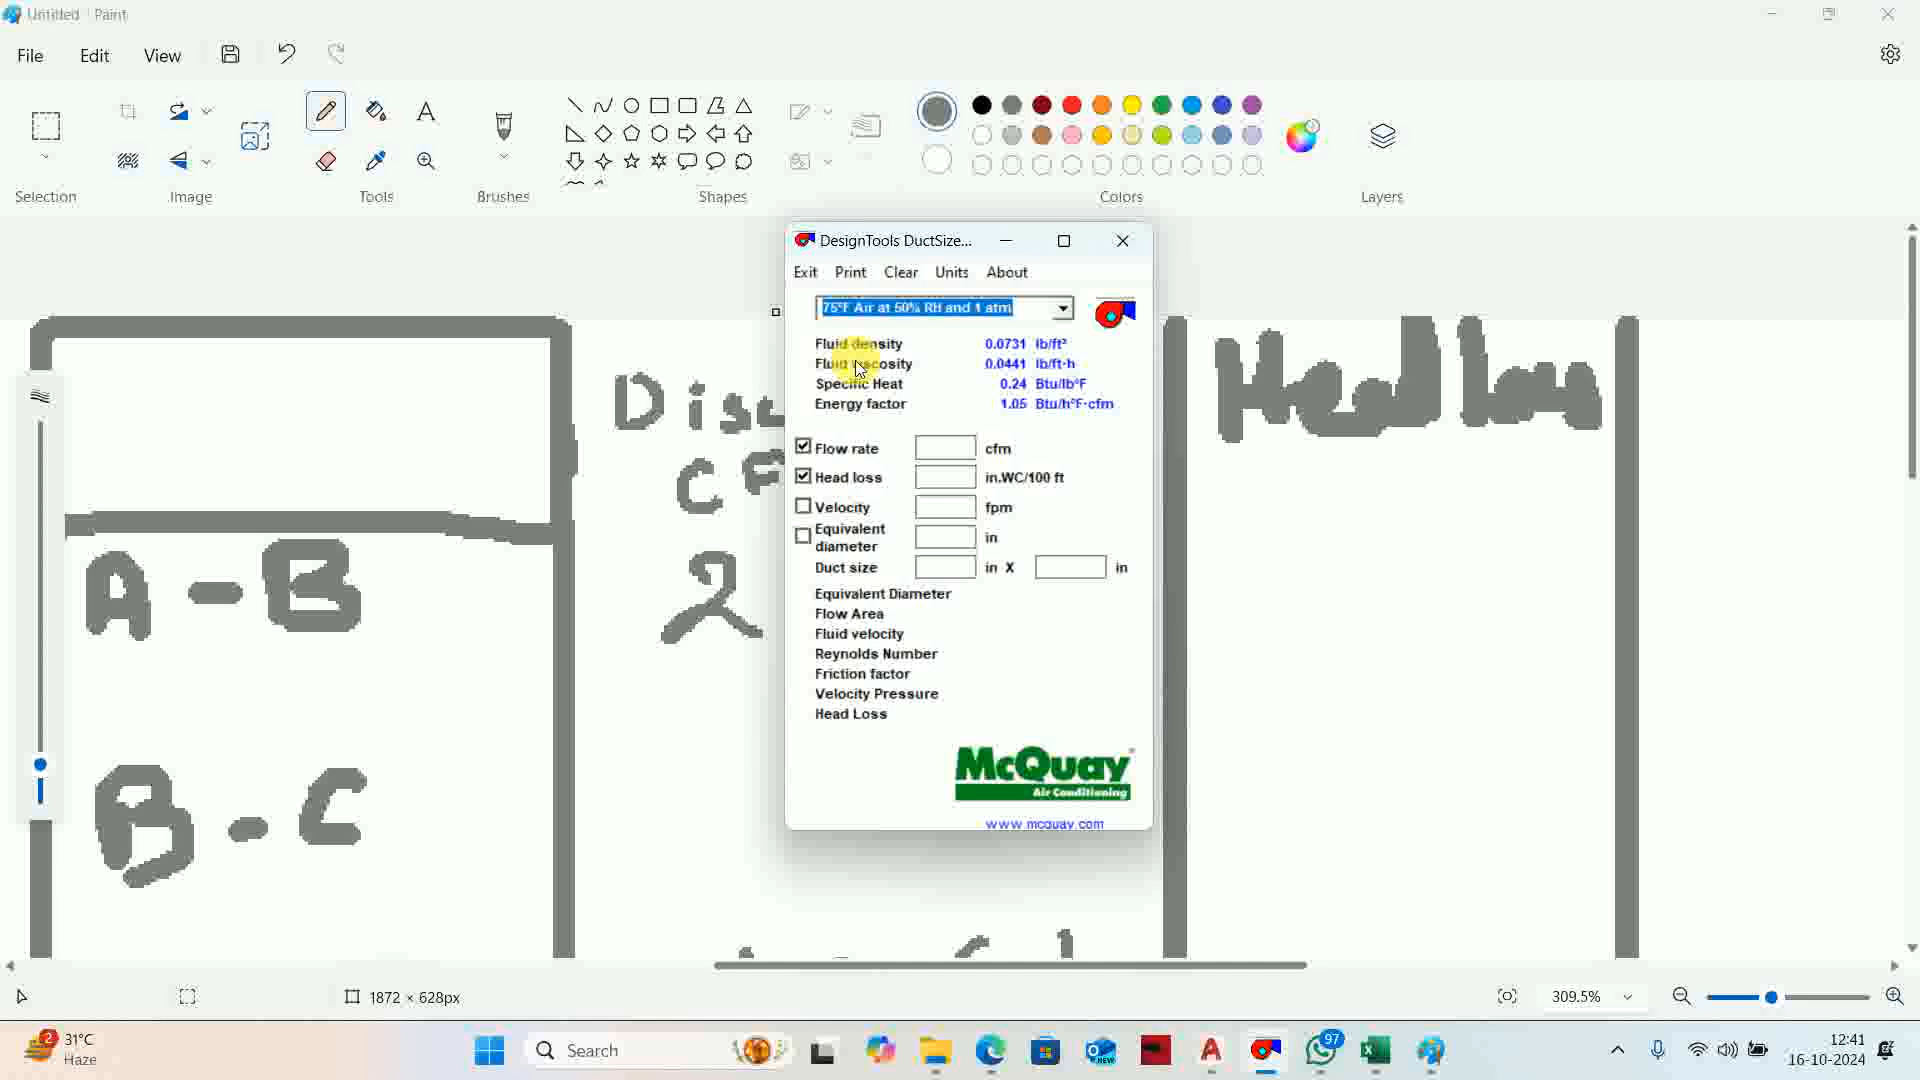 Untitled - Paint
File Edit View
Selection Image Tools Brushes Shapes Colors Layers
DesignTools DuctSize...
Exit Print Clear Units About
75°F Air at 50% RH and 1 atm
Fluid density 0.0731 lb/ft³
Fluid viscosity 0.0441 lb/ft·h
Specific Heat 0.24 Btu/lb°F
Energy factor 1.05 Btu/h°F·cfm
Flow rate cfm
Head loss in.WC/100 ft
Velocity fpm
Equivalent
diameter in
Duct size in X in
Equivalent Diameter
Flow Area
Fluid velocity
Reynolds Number
Friction factor
Velocity Pressure
Head Loss
McQuay
Air Conditioning
www.mcquay.com
Disc
CF
Head loss
A - B
2
B - C
1872 × 628px
309.5%
2
31°C
Haze
Search
NEW
97
12:41
16-10-2024